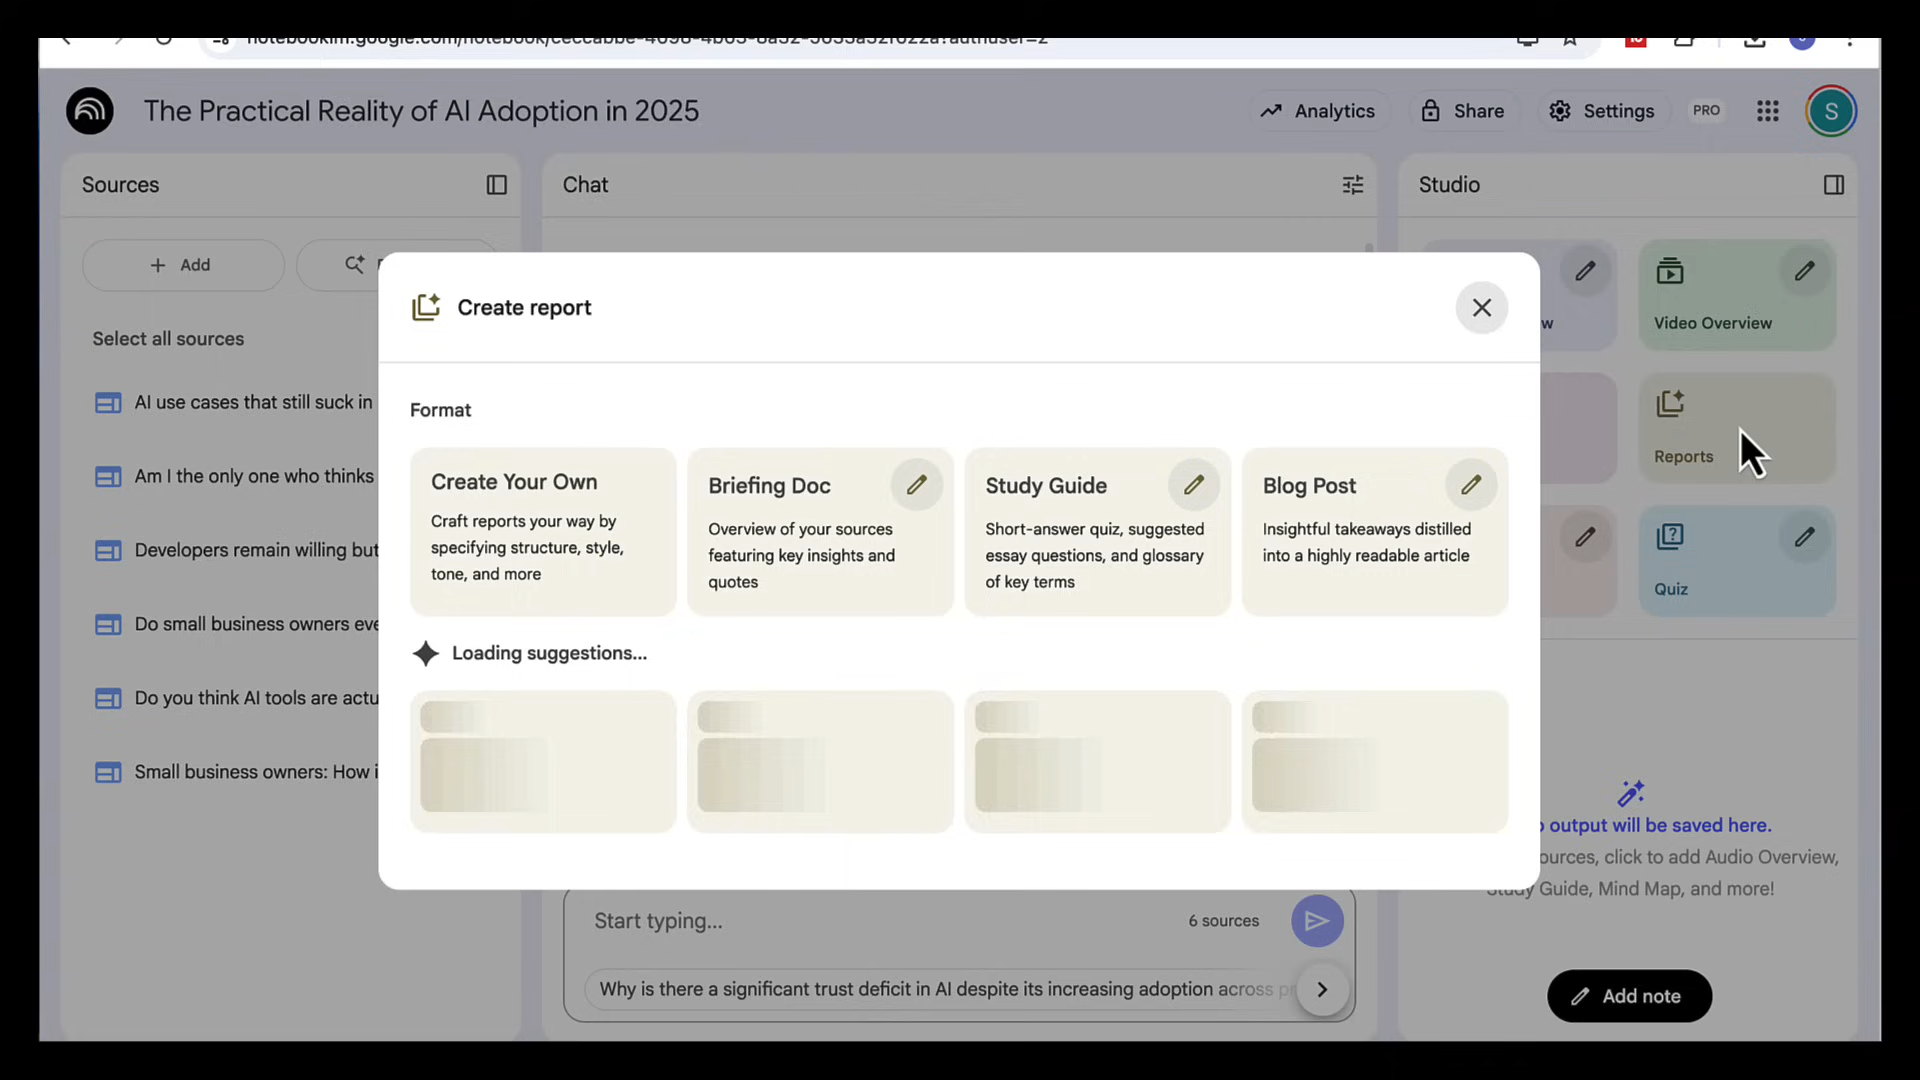 The Practical Reality of AI Adoption in 2025
Analytics
Share
Settings
PRO
S
Sources
Chat
Studio
Add
Select all sources
AI use cases that still suck in
Am I the only one who thinks
Developers remain willing but
Do small business owners eve
Do you think AI tools are actu
Small business owners: How i
Create report
Format
Create Your Own
Craft reports your way by
specifying structure, style,
tone, and more
Briefing Doc
Overview of your sources
featuring key insights and
quotes
Study Guide
Short-answer quiz, suggested
essay questions, and glossary
of key terms
Blog Post
Insightful takeaways distilled
into a highly readable article
Loading suggestions...
w
Video Overview
Reports
Quiz
output will be saved here.
ources, click to add Audio Overview,
Study Guide, Mind Map, and more!
Start typing...
6 sources
Why is there a significant trust deficit in AI despite its increasing adoption across p
Add note